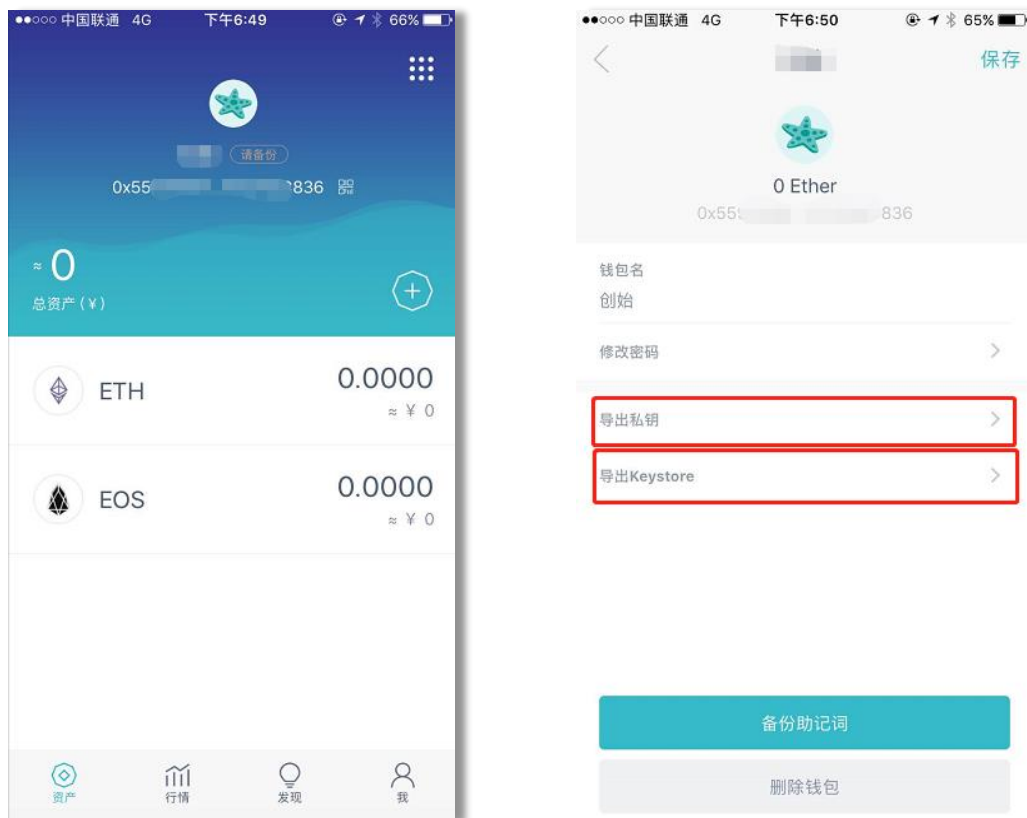 中国联通 4G 下午6:49 66%
请备份
0x55 836
≈ 0
总资产 (¥)
ETH 0.0000
≈ ¥ 0
EOS 0.0000
≈ ¥ 0
资产 行情 发现 我
中国联通 4G 下午6:50 65%
保存
0 Ether
0x55 836
钱包名
创始
修改密码
导出私钥
导出Keystore
备份助记词
删除钱包